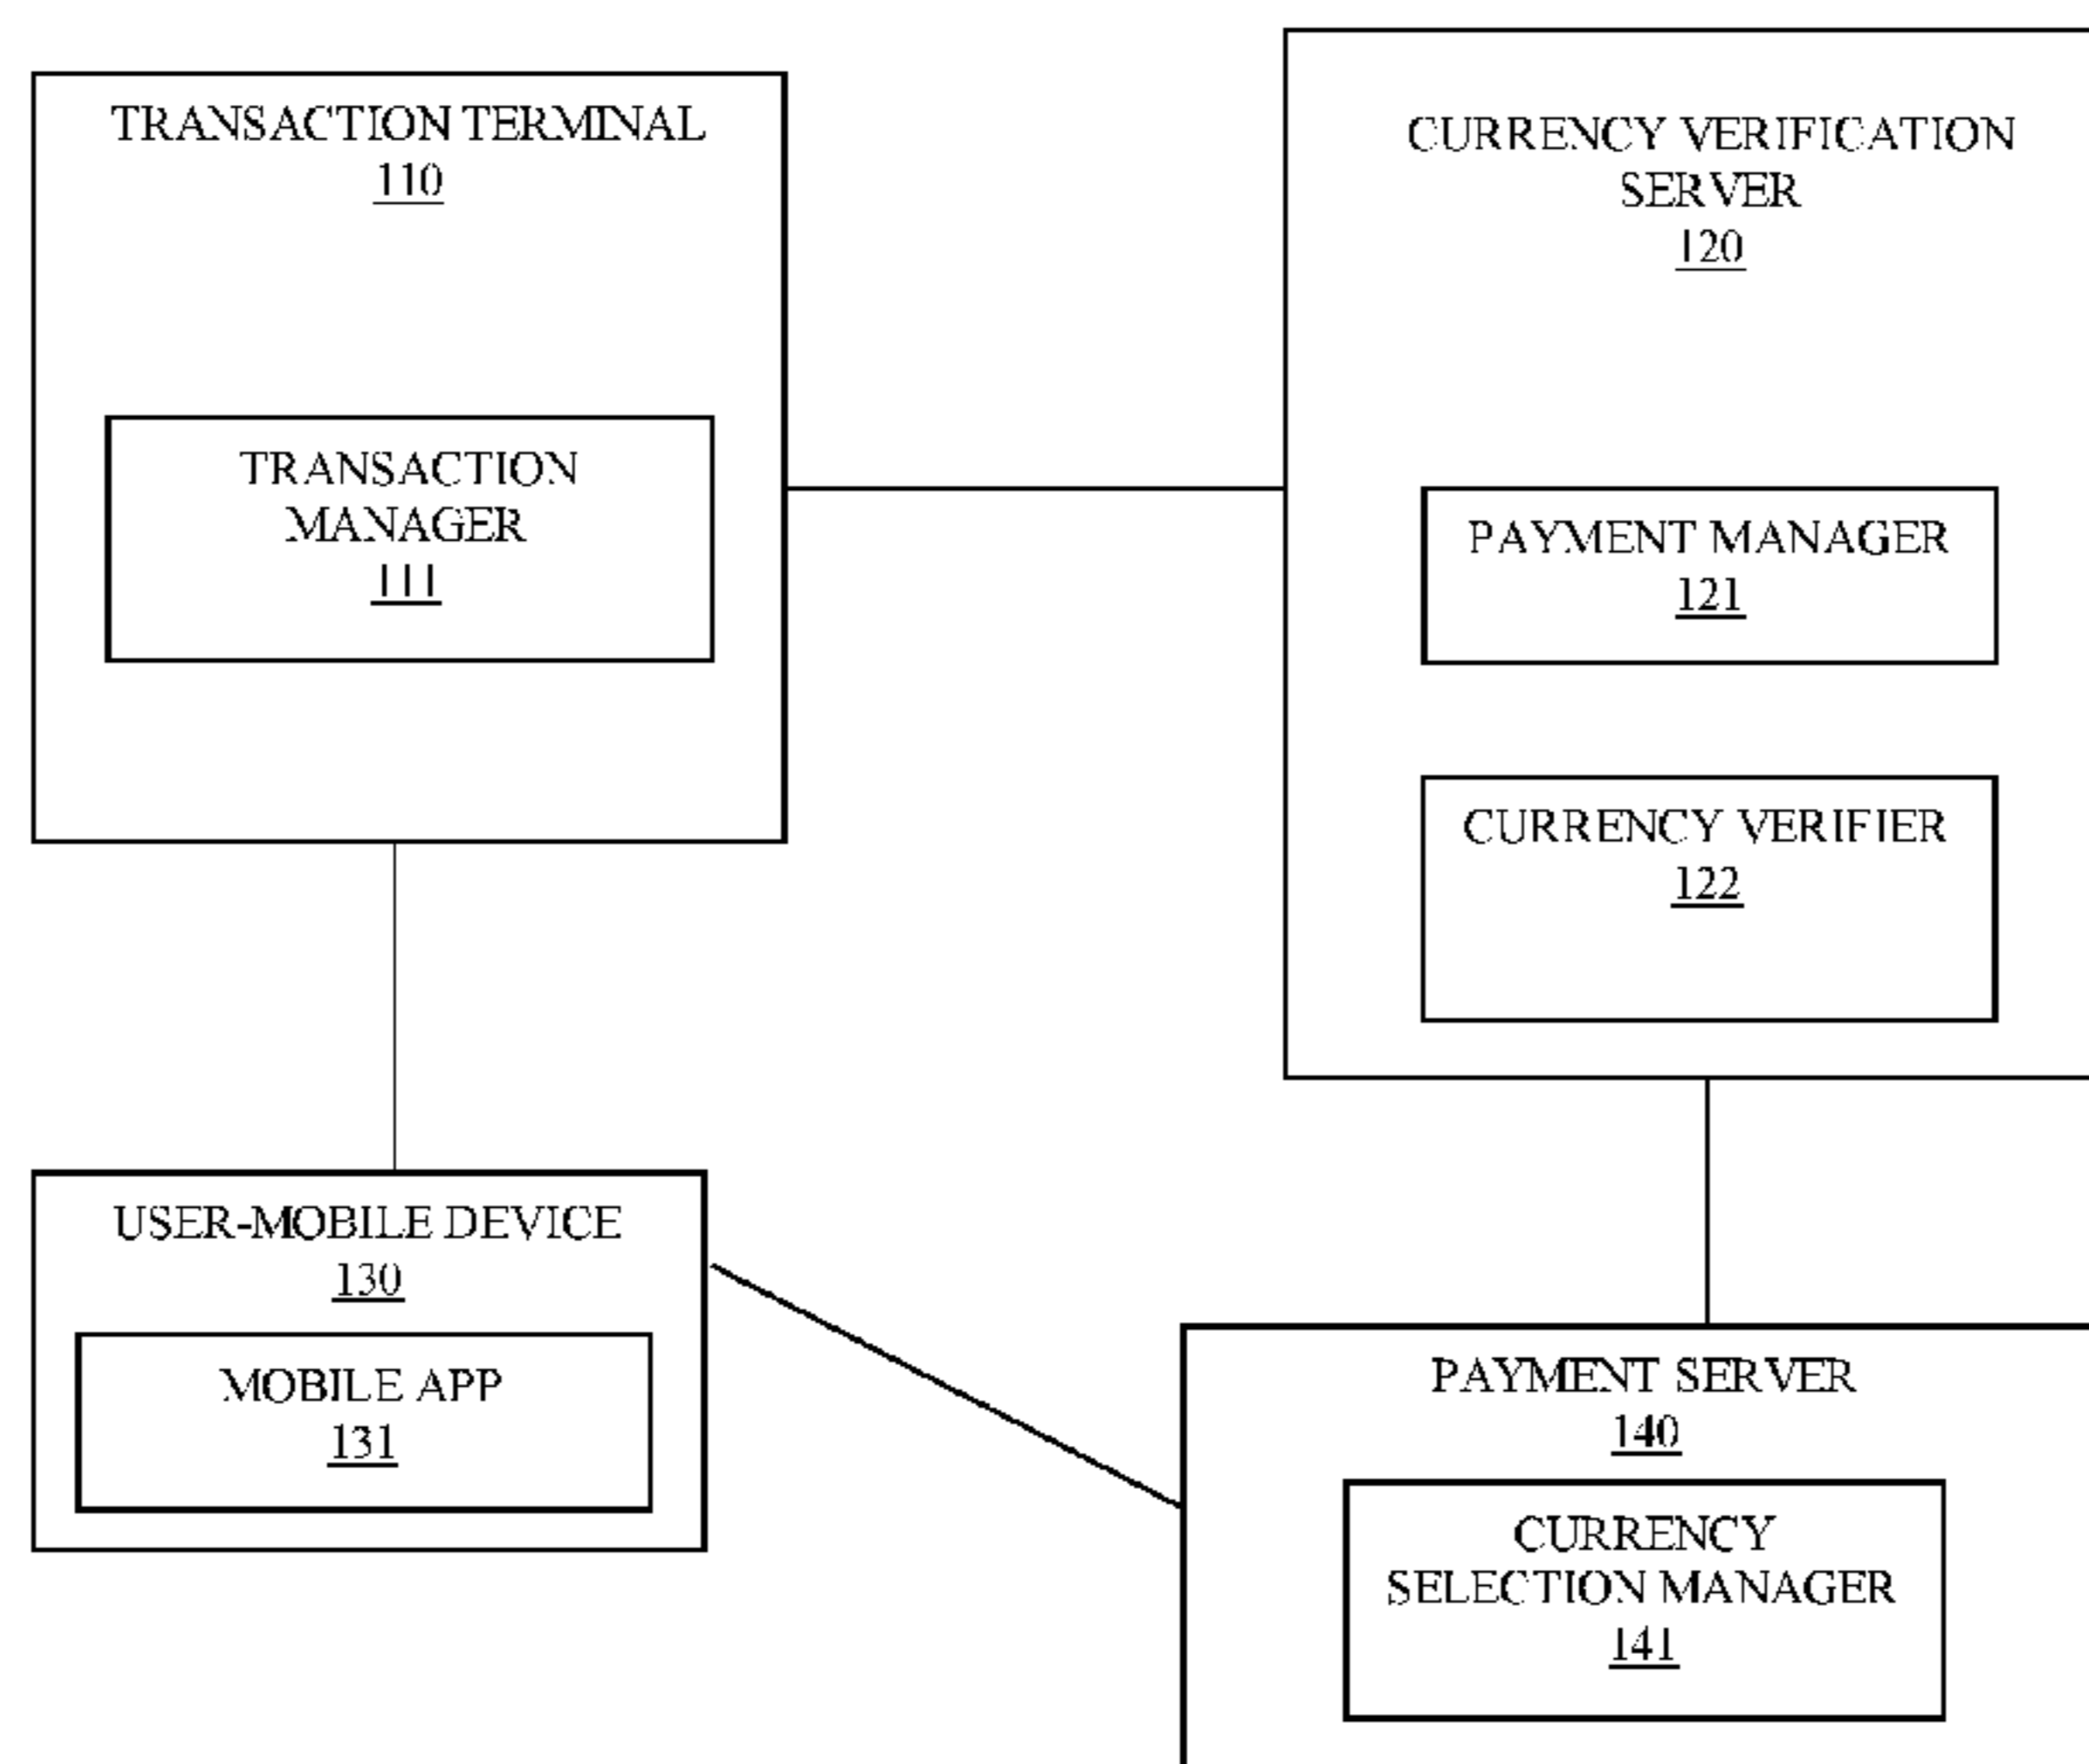 TRANSACTION TERMINAL
110
TRANSACTION
MANAGER
111
CURRENCY VERIFICATION
SERVER
120
PAYMENT MANAGER
121
CURRENCY VERIFIER
122
USER-MOBILE DEVICE
130
MOBILE APP
131
PAYMENT SERVER
140
CURRENCY
SELECTION MANAGER
141